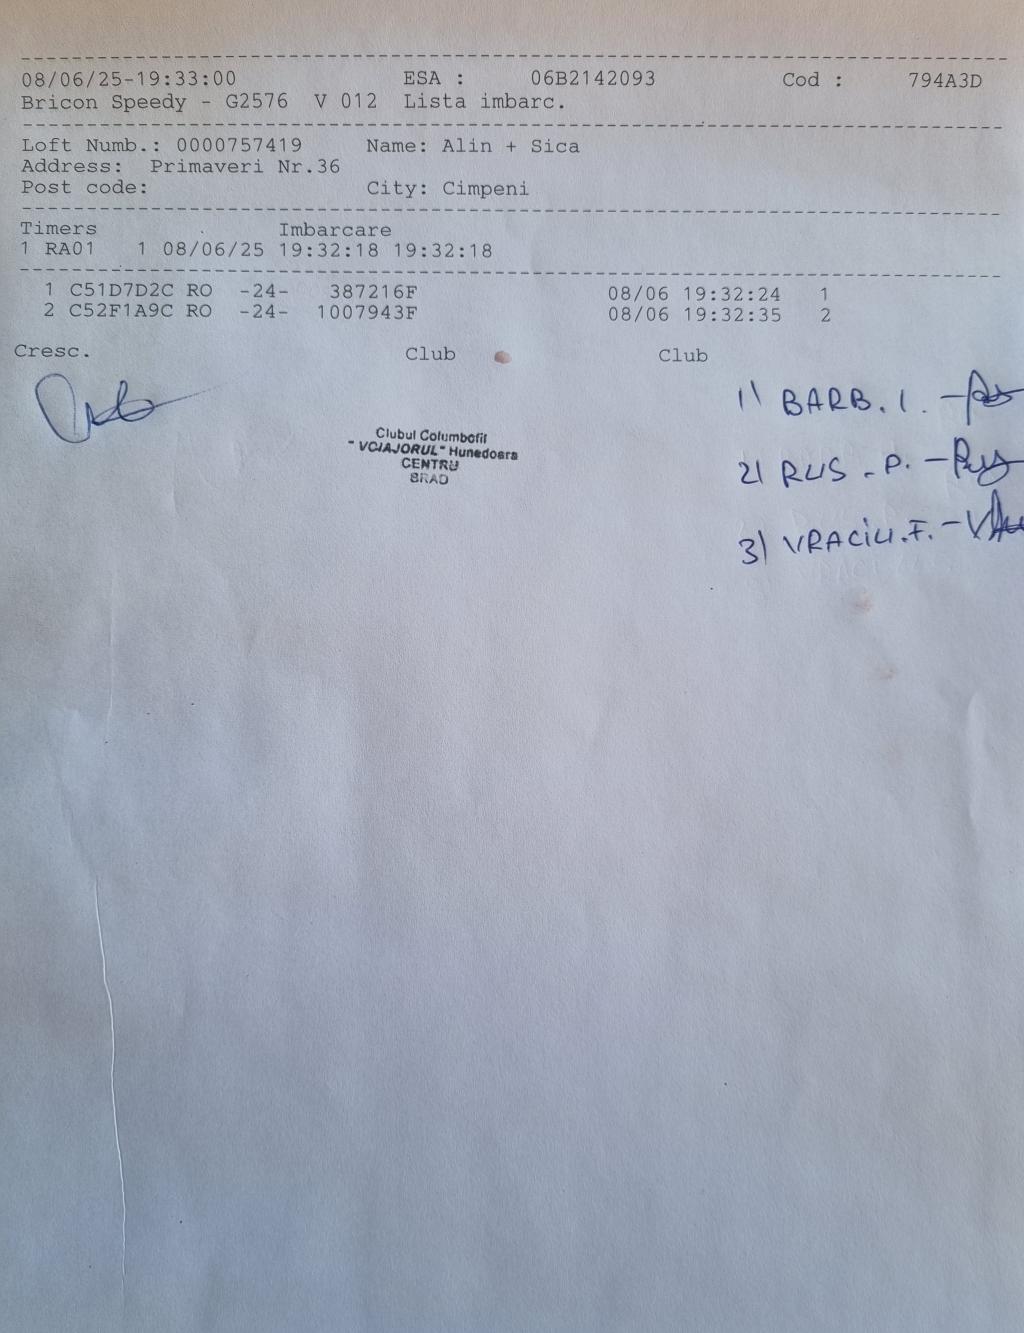 08/06/25-19:33:00 ESA : 06B2142093 Cod : 794A3D
Bricon Speedy - G2576 V 012 Lista imbarc.
Loft Numb.: 0000757419 Name: Alin + Sica
Address: Primaveri Nr.36
Post code: City: Cimpeni
Timers Imbarcare
1 RA01 1 08/06/25 19:32:18 19:32:18
1 C51D7D2C RO -24- 387216F 08/06 19:32:24 1
2 C52F1A9C RO -24- 1007943F 08/06 19:32:35 2
Cresc. Club Club
1) BARB. I. -
Clubul Columbofil
"VOIAJORUL" Hunedoara
CENTRU
BRAD
2) RUS - P. -
3) VRACIU. F. -